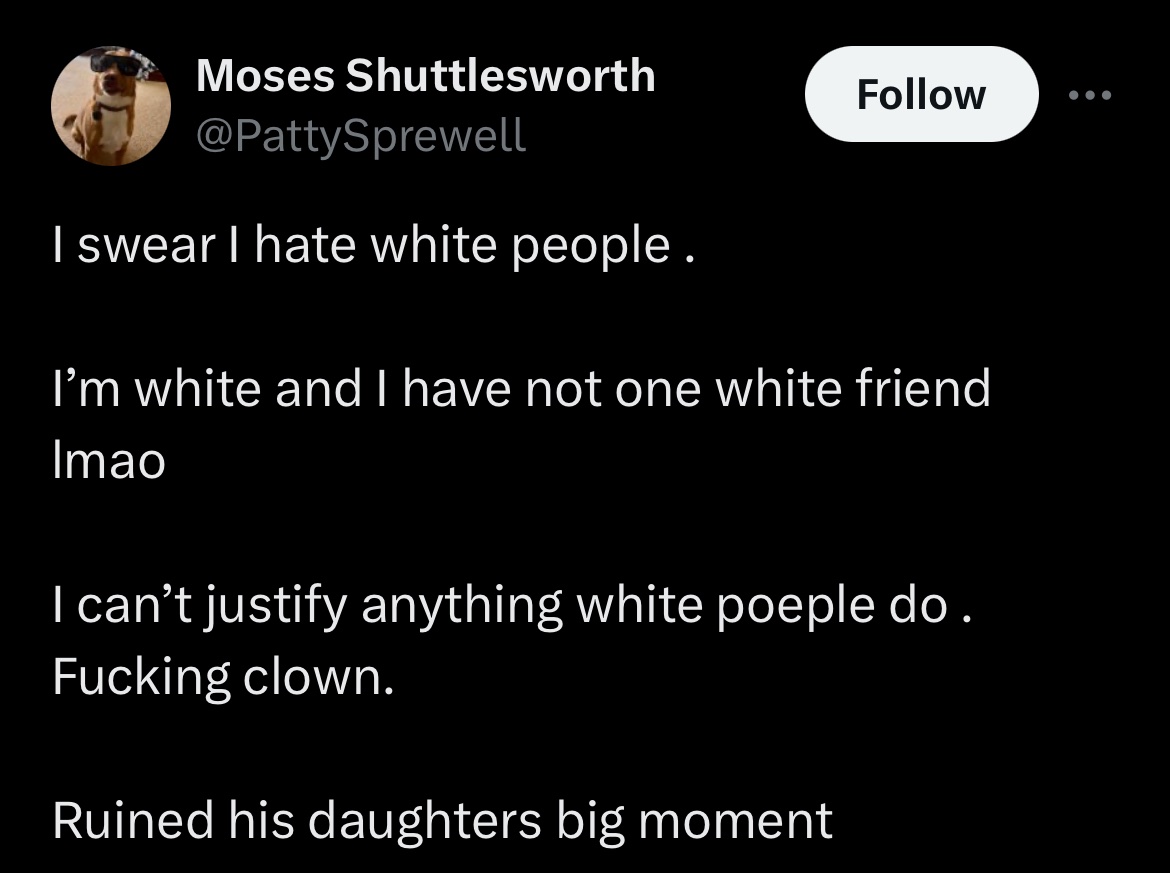 Moses Shuttlesworth
@PattySprewell
Follow
I swear I hate white people .
I’m white and I have not one white friend
lmao
I can’t justify anything white poeple do .
Fucking clown.
Ruined his daughters big moment